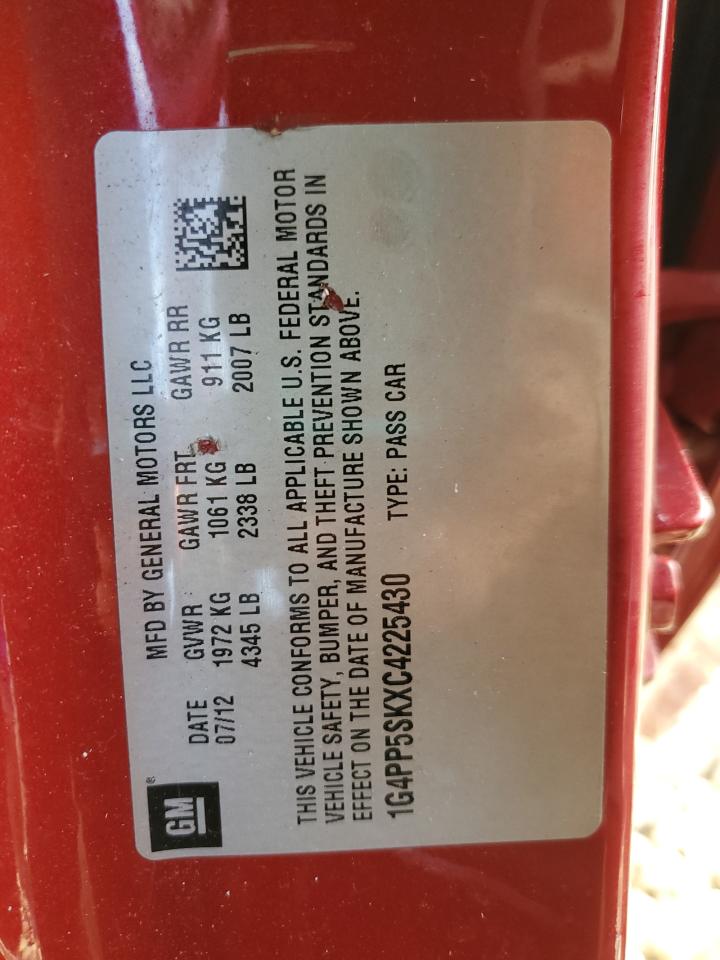 GM®
MFD BY GENERAL MOTORS LLC
DATE GVWR GAWR FRT GAWR RR
07/12 1972 KG 1061 KG 911 KG
4345 LB 2338 LB 2007 LB
THIS VEHICLE CONFORMS TO ALL APPLICABLE U.S. FEDERAL MOTOR
VEHICLE SAFETY, BUMPER, AND THEFT PREVENTION STANDARDS IN
EFFECT ON THE DATE OF MANUFACTURE SHOWN ABOVE.
1G4PP5SKXC4225430 TYPE: PASS CAR